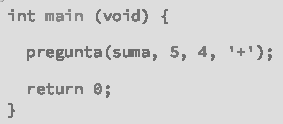 int main (void) {
pregunta(suma, 5, 4, '+');
return 0;
}